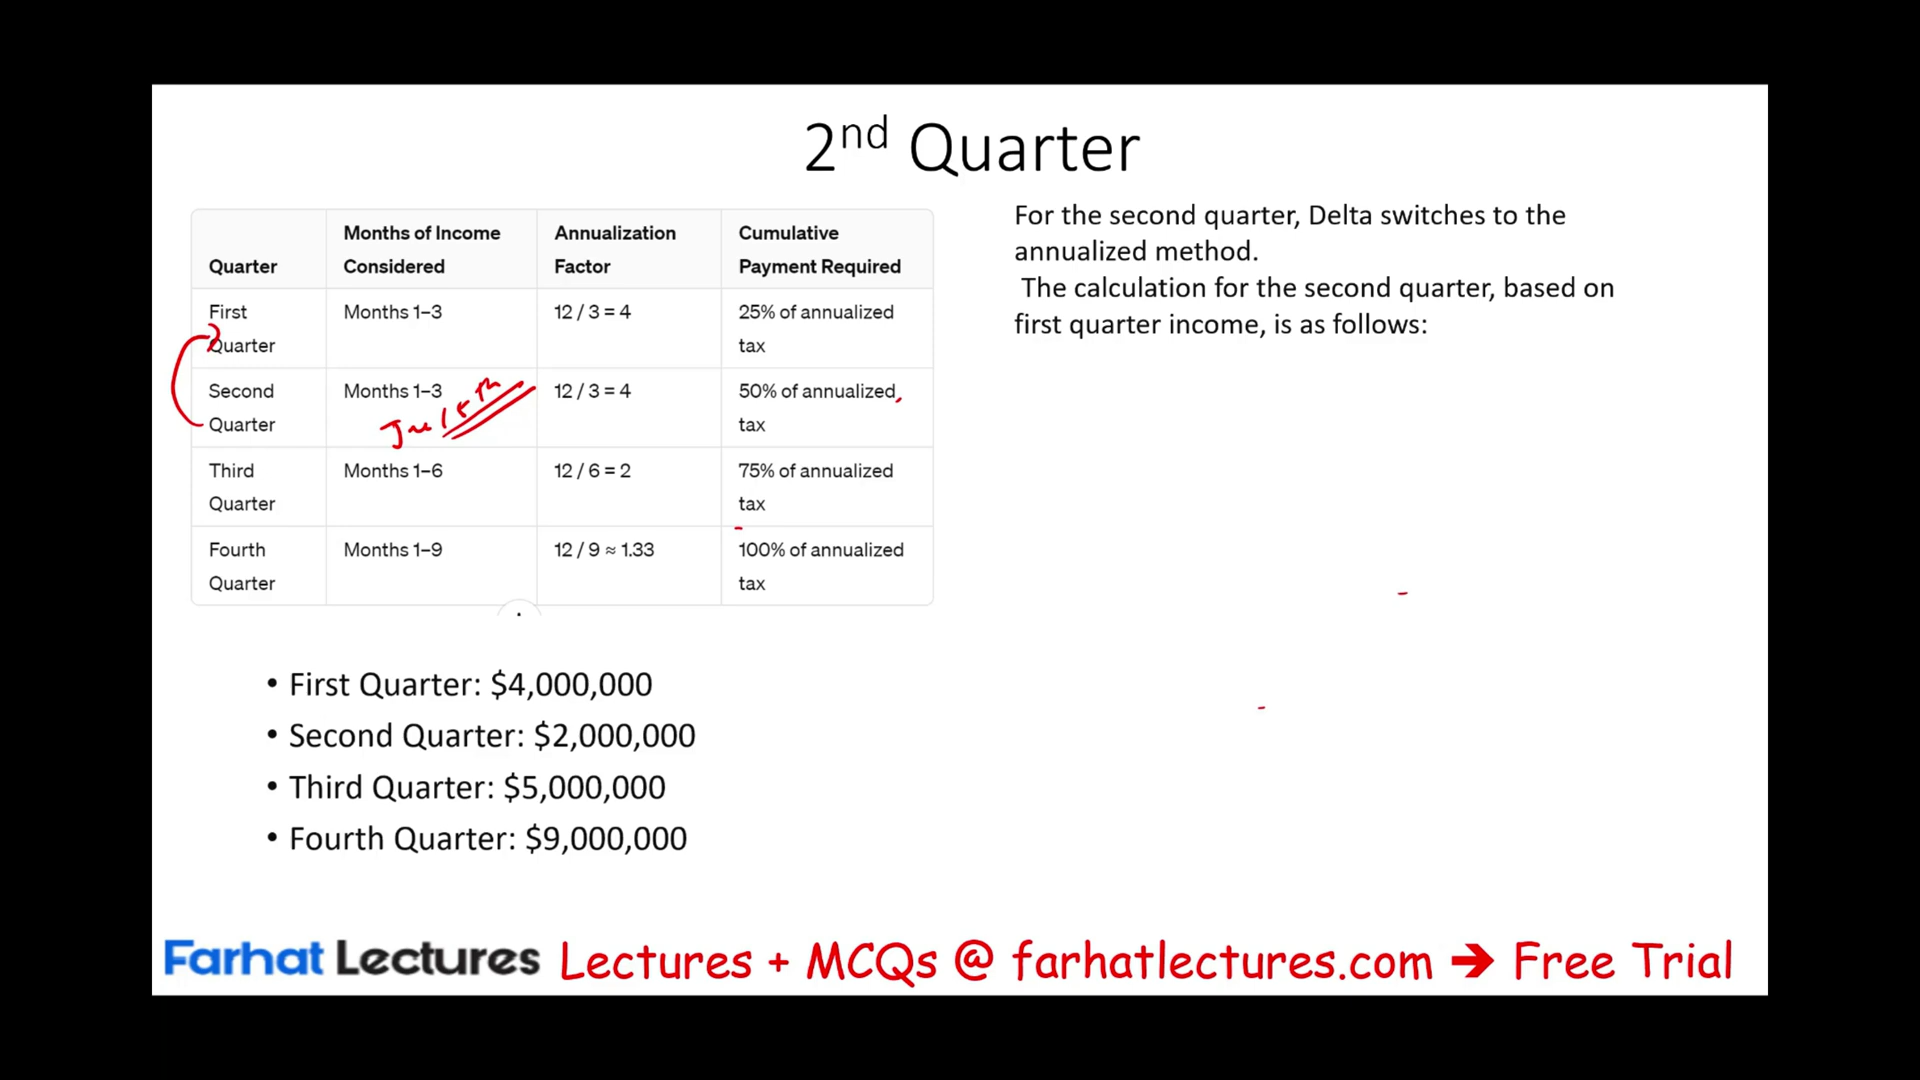 2nd Quarter
Quarter Months of Income Considered Annualization Factor Cumulative Payment Required
First Quarter Months 1–3 12 / 3 = 4 25% of annualized tax
Second Quarter Months 1–3 12 / 3 = 4 50% of annualized tax
Third Quarter Months 1–6 12 / 6 = 2 75% of annualized tax
Fourth Quarter Months 1–9 12 / 9 ≈ 1.33 100% of annualized tax
For the second quarter, Delta switches to the
annualized method.
The calculation for the second quarter, based on
first quarter income, is as follows:
• First Quarter: $4,000,000
• Second Quarter: $2,000,000
• Third Quarter: $5,000,000
• Fourth Quarter: $9,000,000
Farhat Lectures Lectures + MCQs @ farhatlectures.com ➔ Free Trial